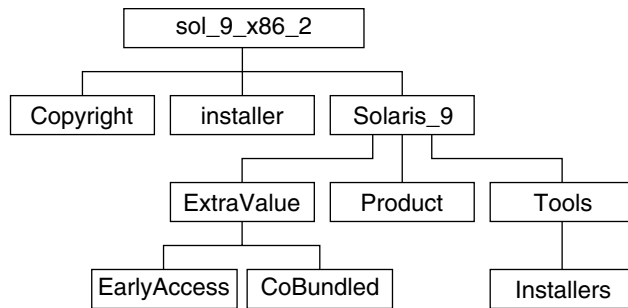 sol_9_x86_2
Copyright
installer
Solaris_9
ExtraValue
Product
Tools
EarlyAccess
CoBundled
Installers